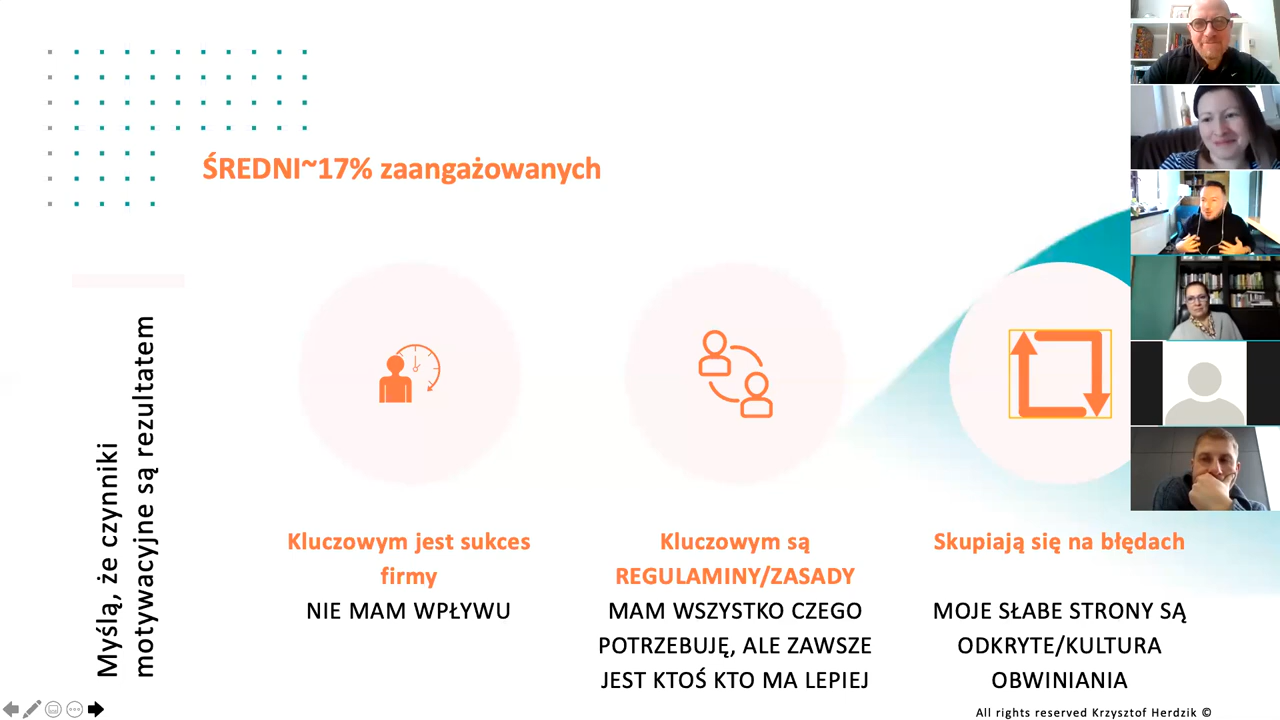 ŚREDNI~17% zaangażowanych
Myślą, że czynniki
motywacyjne są rezultatem
Kluczowym jest sukces
firmy
NIE MAM WPŁYWU
Kluczowym są
REGULAMINY/ZASADY
MAM WSZYSTKO CZEGO
POTRZEBUJĘ, ALE ZAWSZE
JEST KTOŚ KTO MA LEPIEJ
Skupiają się na błędach
MOJE SŁABE STRONY SĄ
ODKRYTE/KULTURA
OBWINIANIA
All rights reserved Krzysztof Herdzik ©